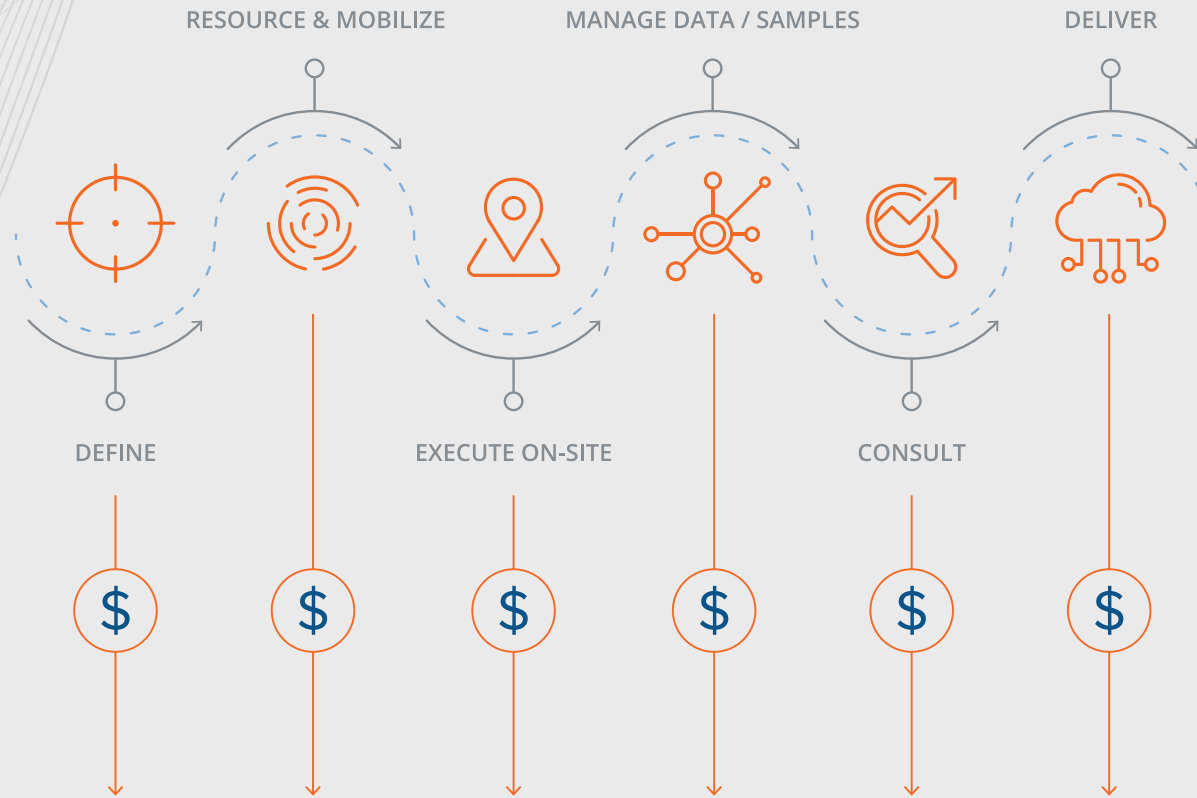 RESOURCE & MOBILIZE
MANAGE DATA / SAMPLES
DELIVER
DEFINE
EXECUTE ON-SITE
CONSULT
$
$
$
$
$
$